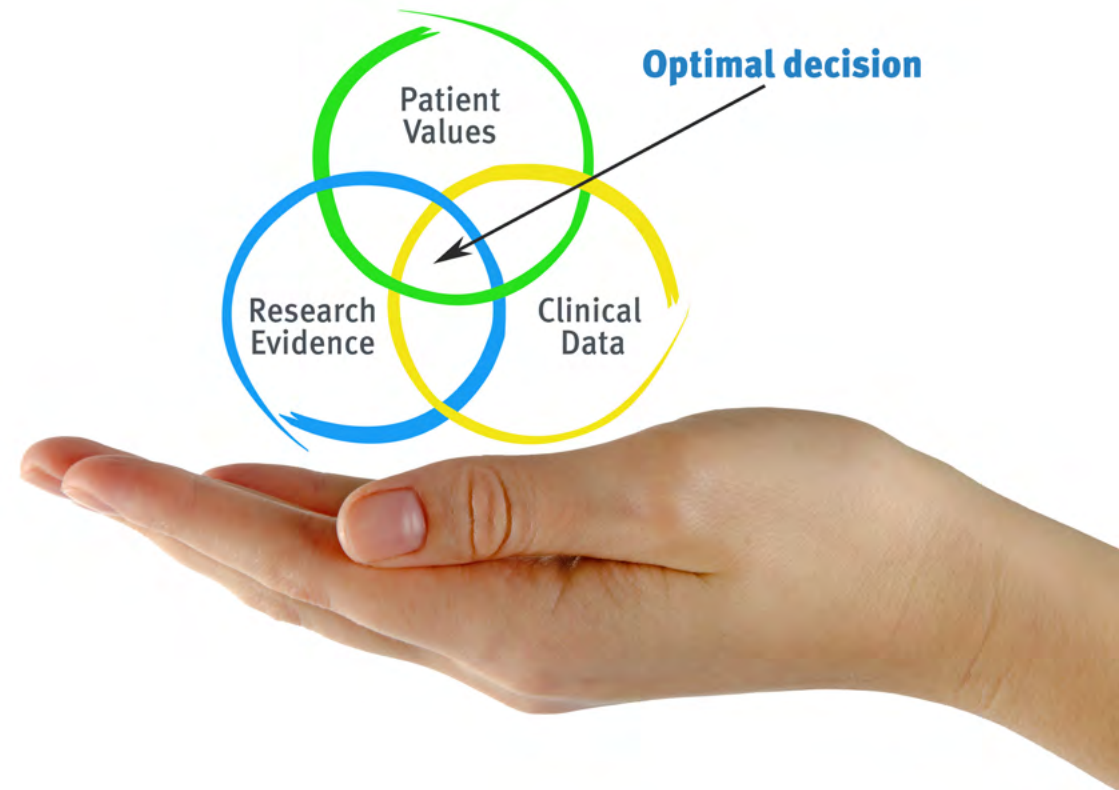 Optimal decision
Patient
Values
Research
Evidence
Clinical
Data